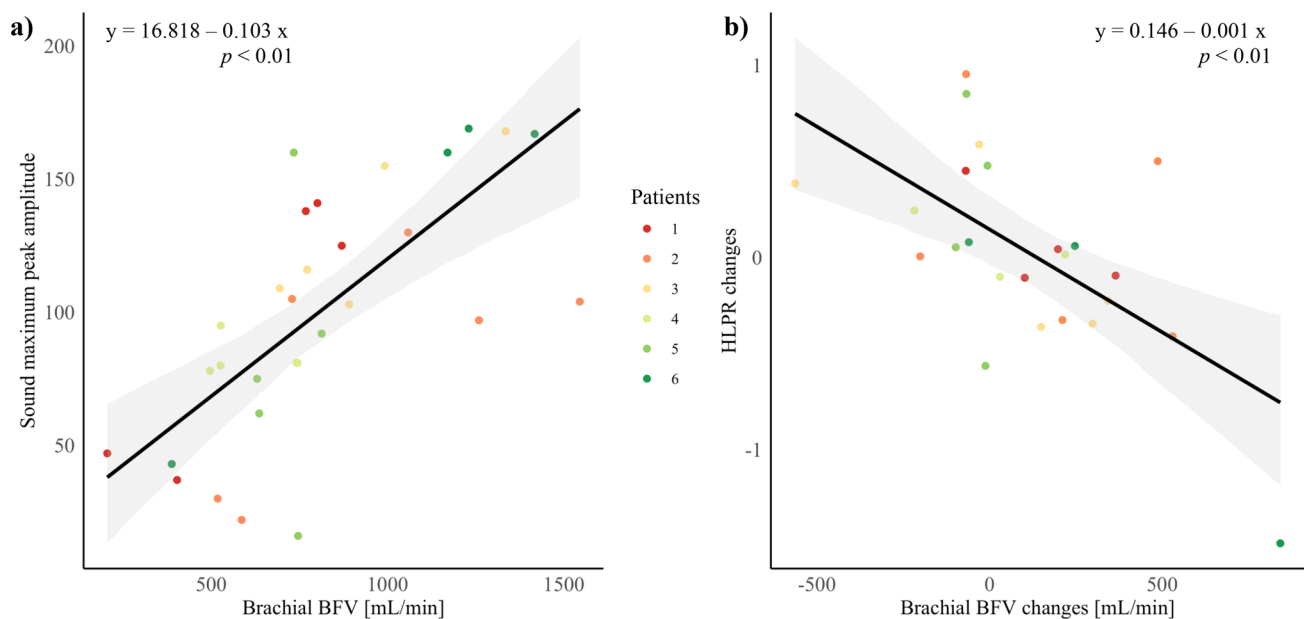 a)
y = 16.818 – 0.103 x
p < 0.01
200
150
100
50
Sound maximum peak amplitude
500
1000
1500
Brachial BFV [mL/min]
Patients
1
2
3
4
5
6
b)
y = 0.146 – 0.001 x
p < 0.01
1
0
-1
HLPR changes
-500
0
500
Brachial BFV changes [mL/min]